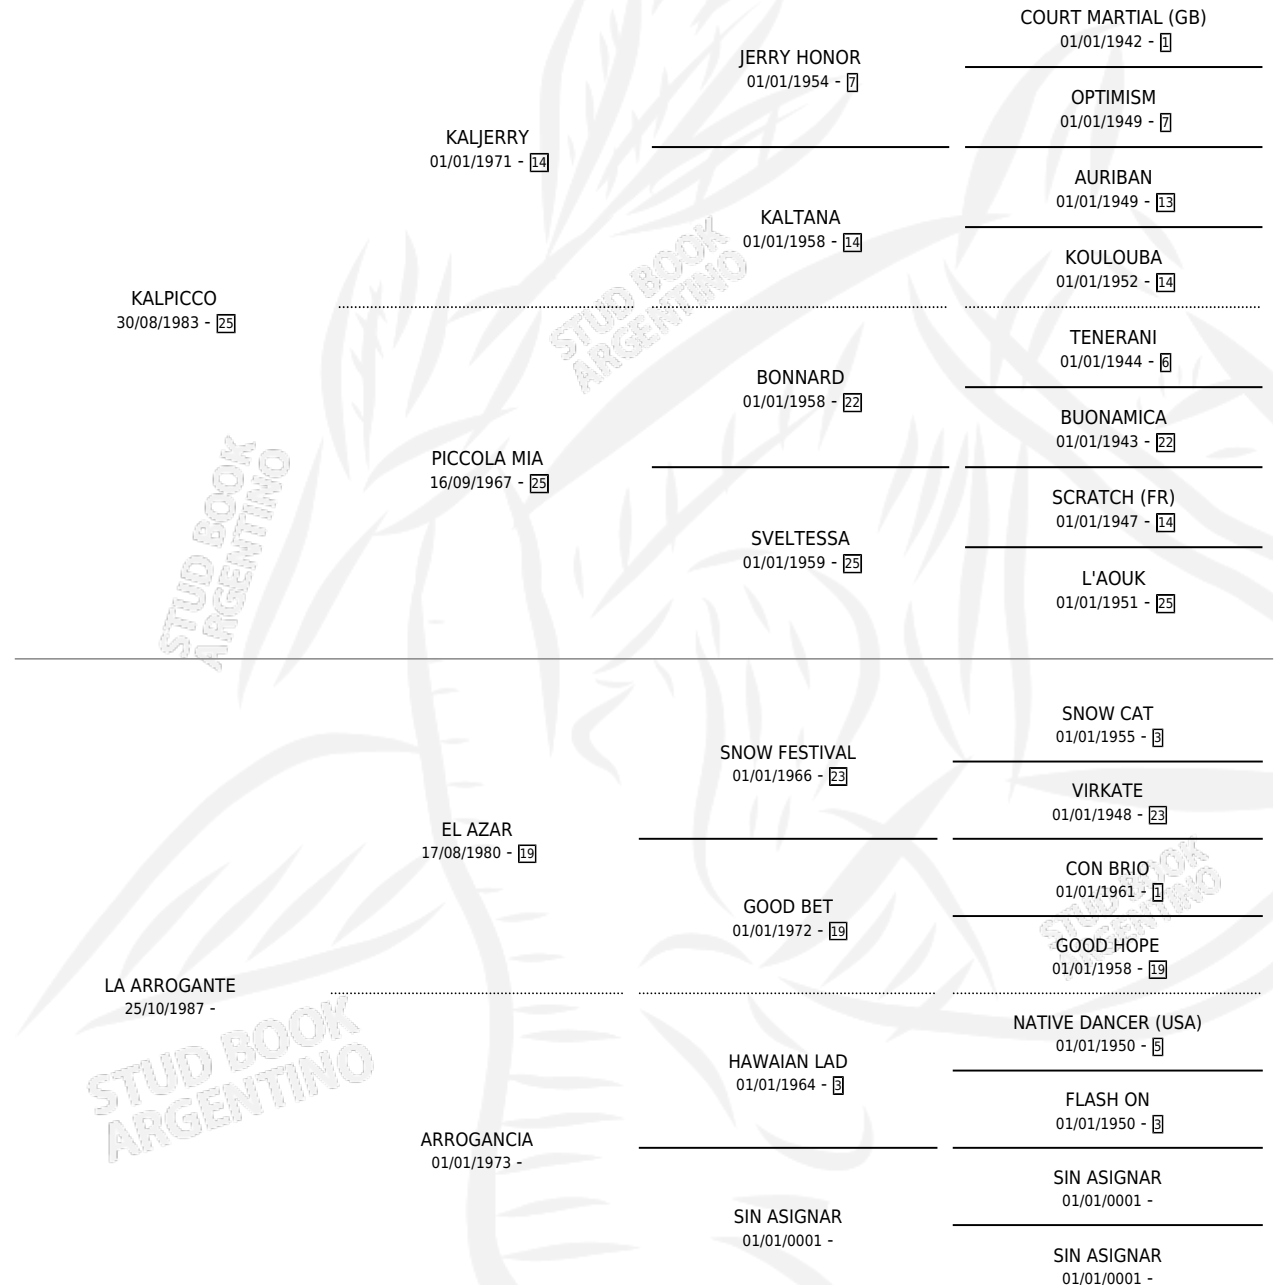 COURT MARTIAL (GB)
01/01/1942 - 1
JERRY HONOR
01/01/1954 - 7
OPTIMISM
01/01/1949 - 7
KALJERRY
01/01/1971 - 14
AURIBAN
01/01/1949 - 13
KALTANA
01/01/1958 - 14
KOULOUBA
01/01/1952 - 14
KALPICCO
30/08/1983 - 25
TENERANI
01/01/1944 - 6
BONNARD
01/01/1958 - 22
BUONAMICA
01/01/1943 - 22
PICCOLA MIA
16/09/1967 - 25
SCRATCH (FR)
01/01/1947 - 14
SVELTESSA
01/01/1959 - 25
L'AOUK
01/01/1951 - 25
STUD BOOK
ARGENTINO
STUD BOOK
ARGENTINO
SNOW CAT
01/01/1955 - 3
SNOW FESTIVAL
01/01/1966 - 23
VIRKATE
01/01/1948 - 23
EL AZAR
17/08/1980 - 19
CON BRIO
01/01/1961 - 1
GOOD BET
01/01/1972 - 19
GOOD HOPE
01/01/1958 - 19
LA ARROGANTE
25/10/1987 -
NATIVE DANCER (USA)
01/01/1950 - 5
HAWAIAN LAD
01/01/1964 - 3
FLASH ON
01/01/1950 - 3
ARROGANCIA
01/01/1973 -
SIN ASIGNAR
01/01/0001 -
SIN ASIGNAR
01/01/0001 -
SIN ASIGNAR
01/01/0001 -
STUD BOOK
ARGENTINO
STUD BOOK
ARGENTINO